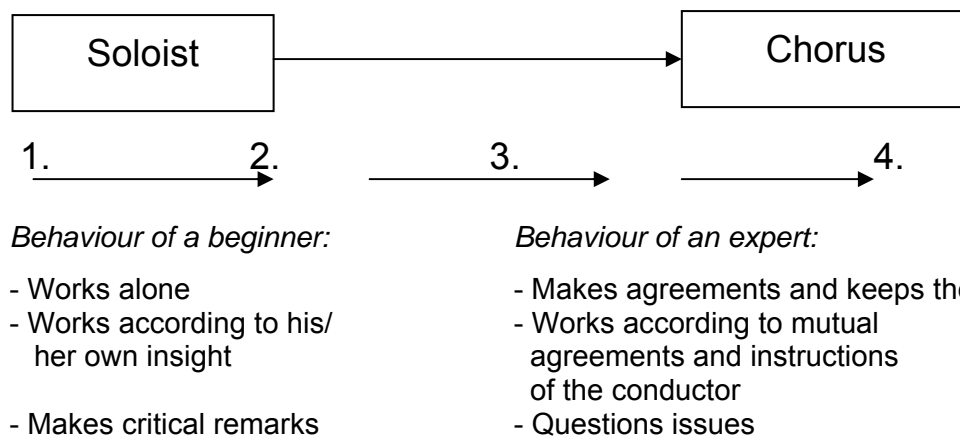 Soloist
Chorus
1. 2. 3. 4.
Behaviour of a beginner:
- Works alone
- Works according to his/
her own insight
- Makes critical remarks
Behaviour of an expert:
- Makes agreements and keeps
- Works according to mutual
agreements and instructions
of the conductor
- Questions issues